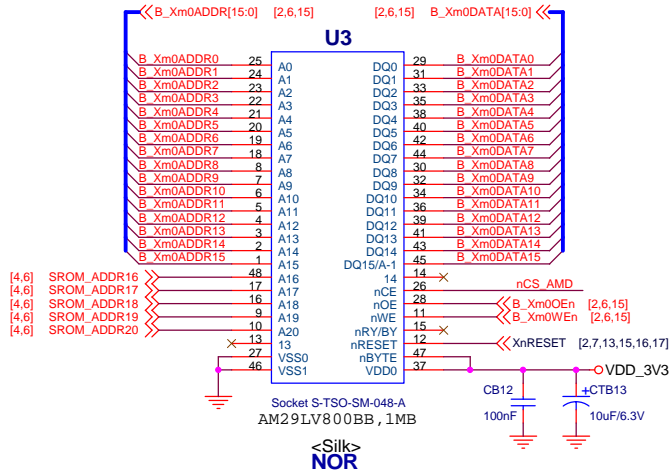 B_Xm0ADDR[15:0] [2,6,15] [2,6,15] B_Xm0DATA[15:0]
U3
B_Xm0ADDR0 25 A0 DQ0 29 B_Xm0DATA0
B_Xm0ADDR1 24 A1 DQ1 31 B_Xm0DATA1
B_Xm0ADDR2 23 A2 DQ2 33 B_Xm0DATA2
B_Xm0ADDR3 22 A3 DQ3 35 B_Xm0DATA3
B_Xm0ADDR4 21 A4 DQ4 38 B_Xm0DATA4
B_Xm0ADDR5 20 A5 DQ5 40 B_Xm0DATA5
B_Xm0ADDR6 19 A6 DQ6 42 B_Xm0DATA6
B_Xm0ADDR7 18 A7 DQ7 44 B_Xm0DATA7
B_Xm0ADDR8 8 A8 DQ8 30 B_Xm0DATA8
B_Xm0ADDR9 7 A9 DQ9 32 B_Xm0DATA9
B_Xm0ADDR10 6 A10 DQ10 34 B_Xm0DATA10
B_Xm0ADDR11 5 A11 DQ11 36 B_Xm0DATA11
B_Xm0ADDR12 4 A12 DQ12 39 B_Xm0DATA12
B_Xm0ADDR13 3 A13 DQ13 41 B_Xm0DATA13
B_Xm0ADDR14 2 A14 DQ14 43 B_Xm0DATA14
B_Xm0ADDR15 1 A15 DQ15/A-1 45 B_Xm0DATA15
[4,6] SROM_ADDR16 48 A16 14 14
[4,6] SROM_ADDR17 17 A17 nCE 26 nCS_AMD
[4,6] SROM_ADDR18 16 A18 nOE 28 B_Xm0OEn [2,6,15]
[4,6] SROM_ADDR19 9 A19 nWE 11 B_Xm0WEn [2,6,15]
[4,6] SROM_ADDR20 10 A20 nRY/BY 15
13 13 nRESET 12 XnRESET [2,7,13,15,16,17]
27 VSS0 nBYTE 47
46 VSS1 VDD0 37 VDD_3V3
CB12 CTB13
100nF 10uF/6.3V
Socket S-TSO-SM-048-A
AM29LV800BB,1MB
<Silk>
NOR